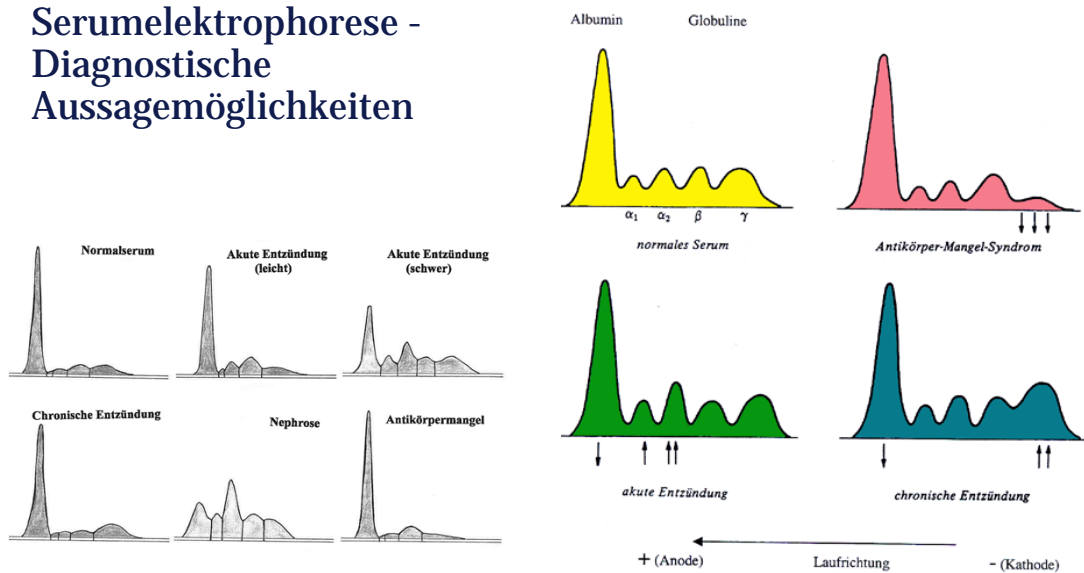 Serumelektrophorese -
Diagnostische
Aussagemöglichkeiten
Normalserum
Akute Entzündung
(leicht)
Akute Entzündung
(schwer)
Chronische Entzündung
Nephrose
Antikörpermangel
Albumin Globuline
α1 α2 β γ
normales Serum
Antikörper-Mangel-Syndrom
akute Entzündung
chronische Entzündung
+ (Anode) Laufrichtung - (Kathode)